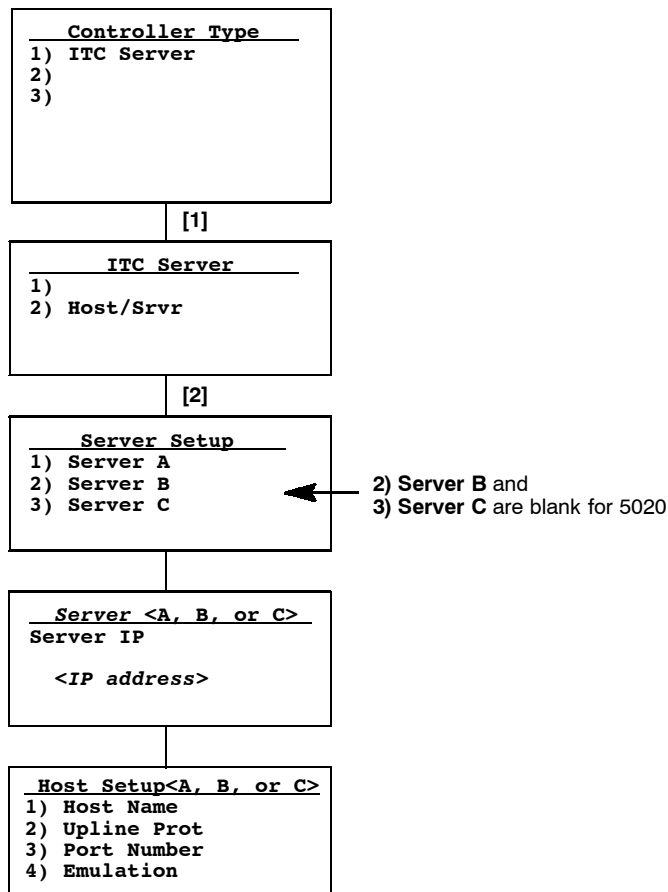 Controller Type
1) ITC Server
2)
3)
[1]
ITC Server
1)
2) Host/Srvr
[2]
Server Setup
1) Server A
2) Server B
3) Server C
2) Server B and
3) Server C are blank for 5020
Server <A, B, or C>
Server IP
<IP address>
Host Setup<A, B, or C>
1) Host Name
2) Upline Prot
3) Port Number
4) Emulation